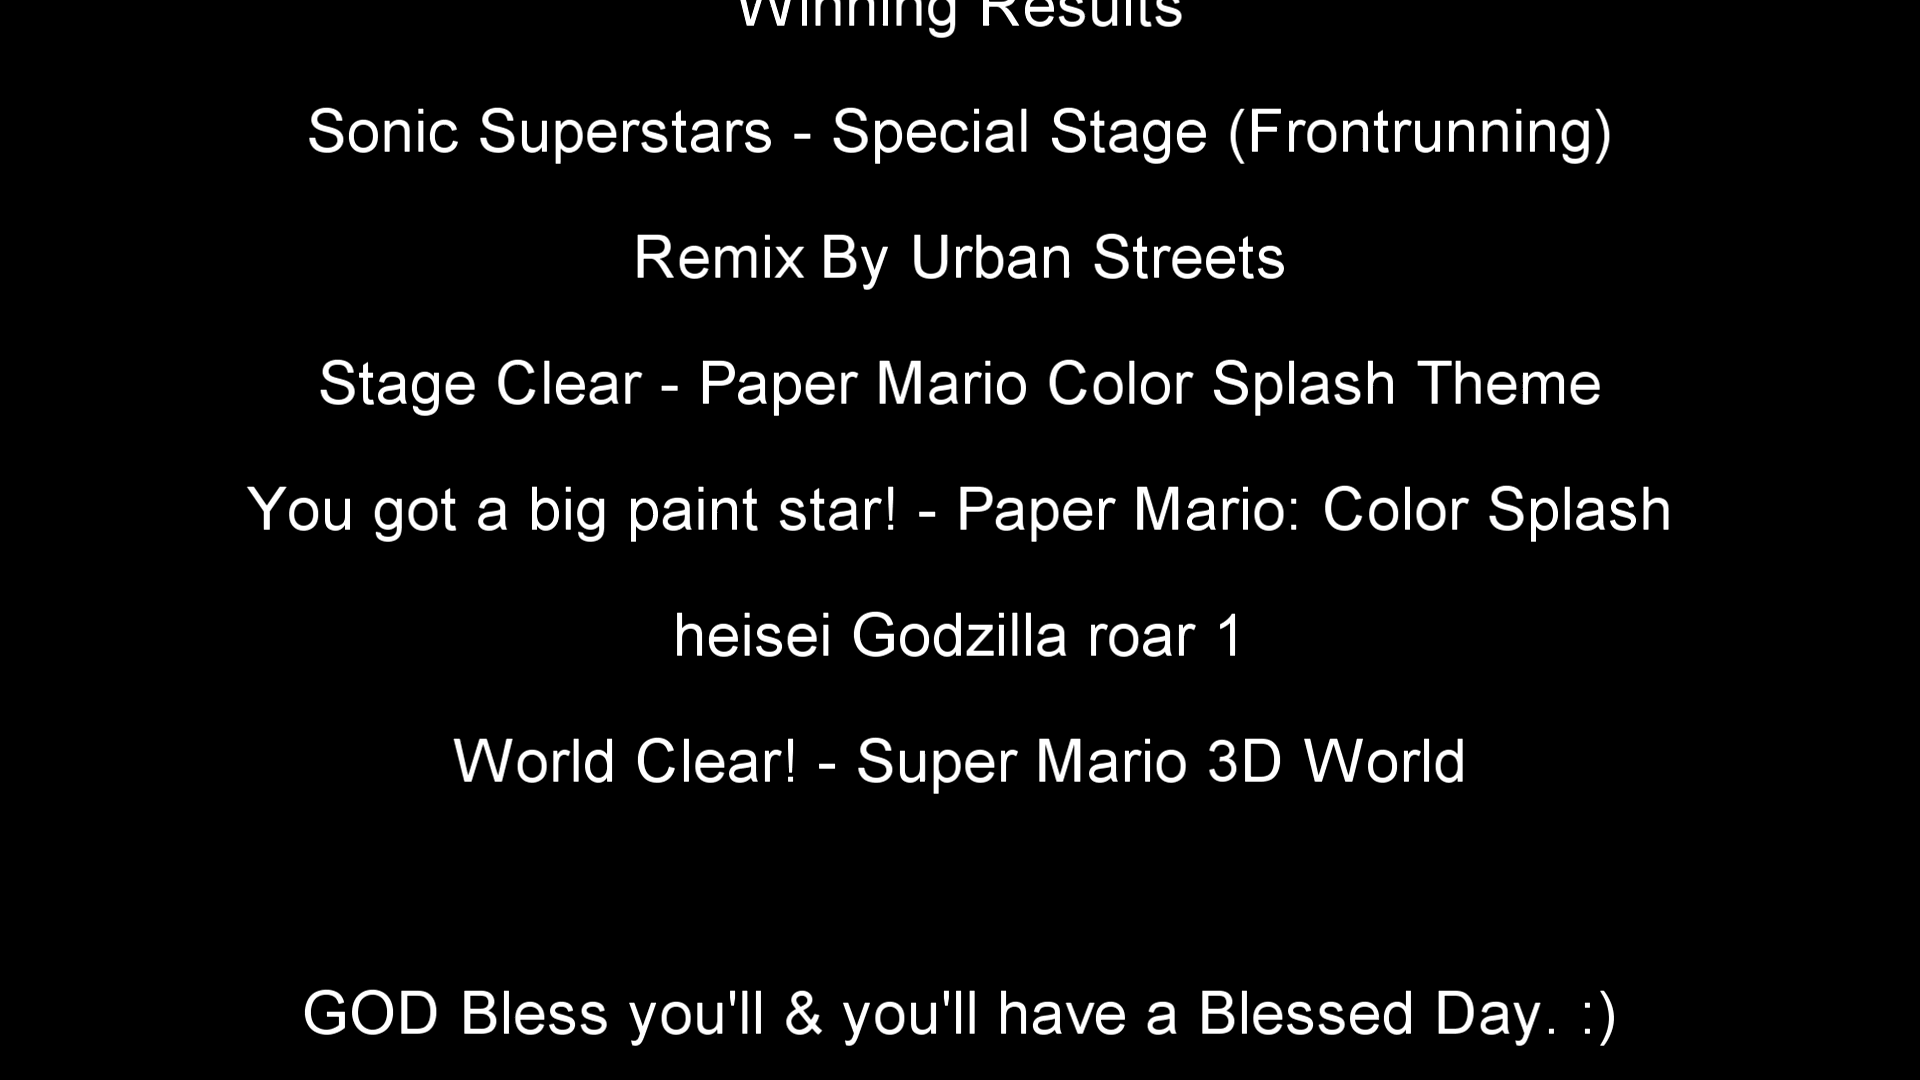 Winning Results
Sonic Superstars - Special Stage (Frontrunning)
Remix By Urban Streets
Stage Clear - Paper Mario Color Splash Theme
You got a big paint star! - Paper Mario: Color Splash
heisei Godzilla roar 1
World Clear! - Super Mario 3D World
GOD Bless you'll & you'll have a Blessed Day. :)